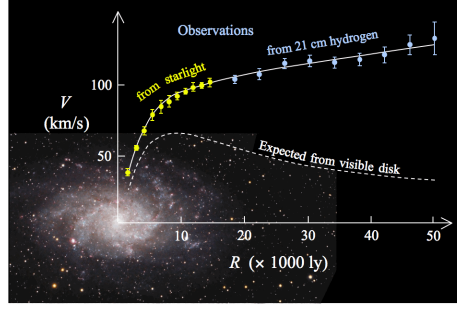 Observations
from starlight
from 21 cm hydrogen
100
V
(km/s)
50
Expected from visible disk
10
20
30
40
50
R (× 1000 ly)